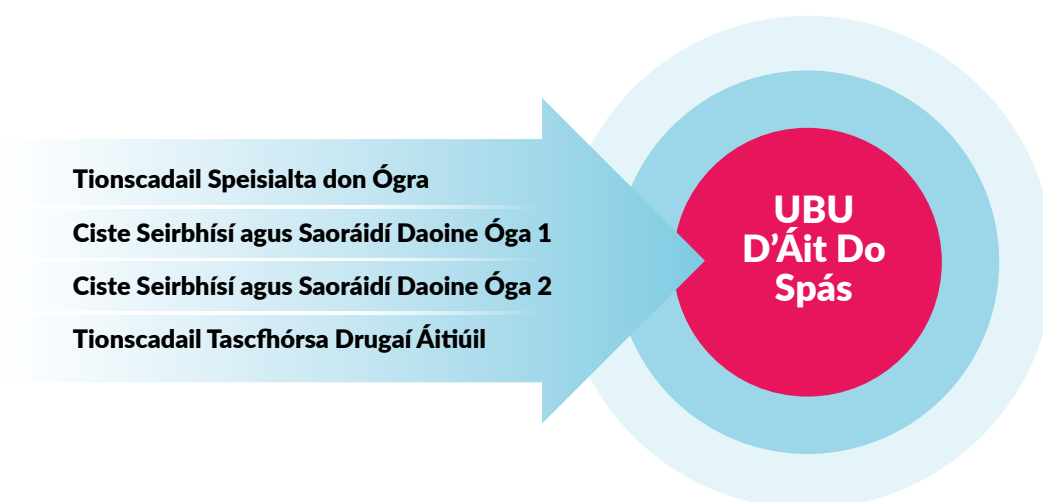 Tionscadail Speisialta don Ógra
Ciste Seirbhísí agus Saoráidí Daoine Óga 1
Ciste Seirbhísí agus Saoráidí Daoine Óga 2
Tionscadail Tascfhórsa Drugaí Áitiúil
UBU
D’Áit Do
Spás